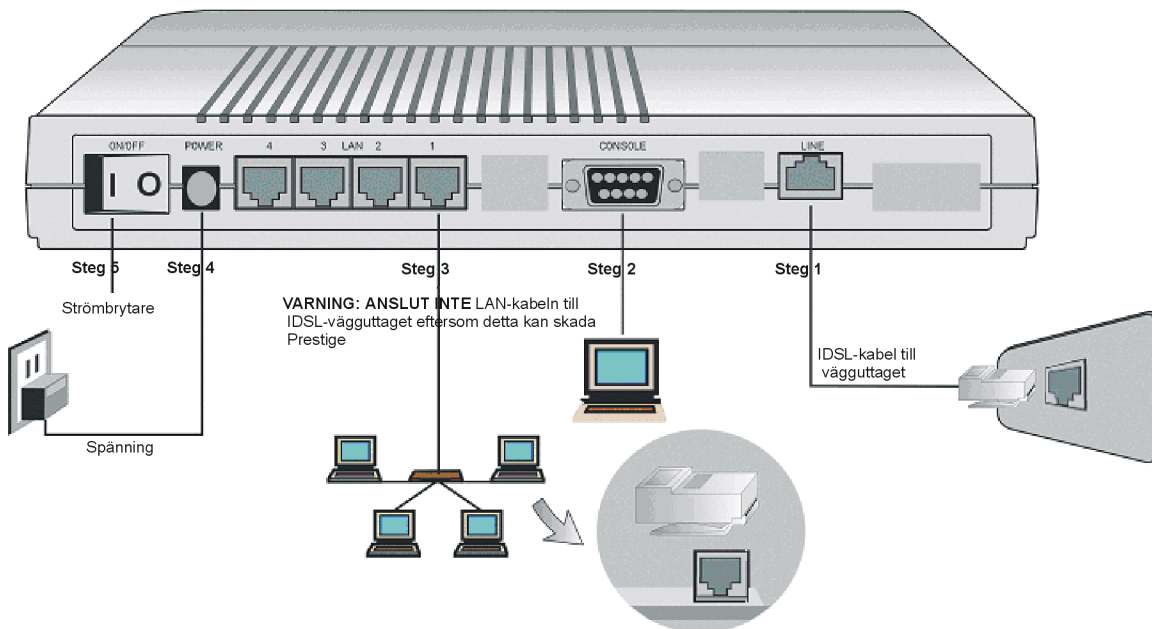 ON/OFF POWER 4 3 LAN 2 1 CONSOLE LINE
I O
Steg 5 Steg 4 Steg 3 Steg 2 Steg 1
Strömbrytare
VARNING: ANSLUT INTE LAN-kabeln till
IDSL-vägguttaget eftersom detta kan skada
Prestige
IDSL-kabel till
vägguttaget
Spänning